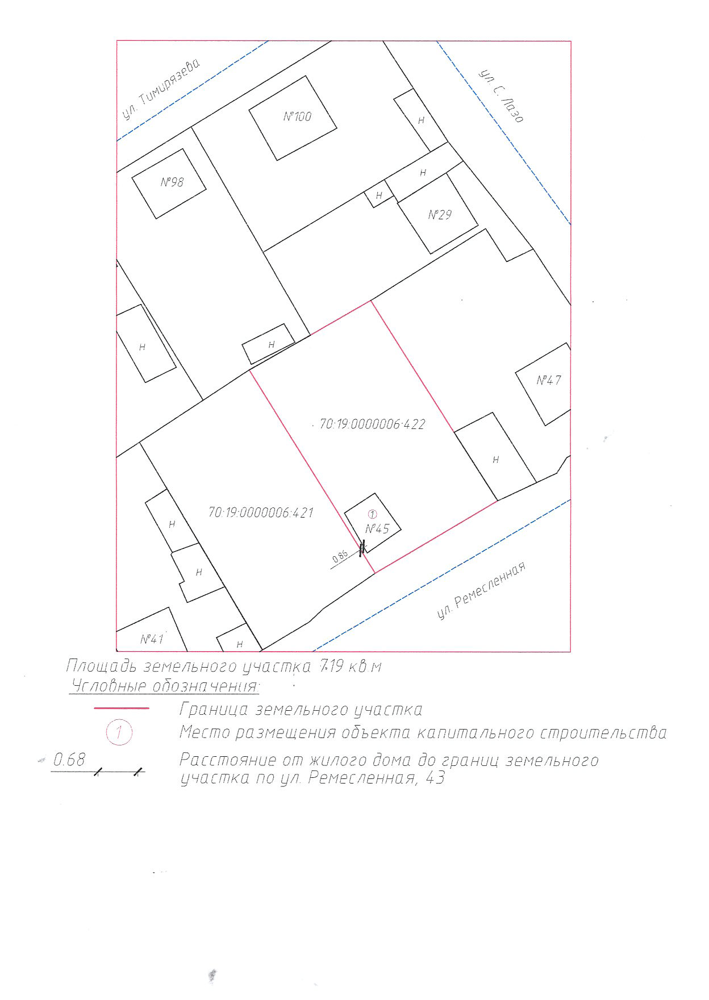 ул. Тимирязева
ул. С. Лазо
№100
Н
Н
№98
Н
№29
Н
Н
№47
70:19:0000006:422
Н
70:19:0000006:421
1
№45
Н
0.86
Н
ул. Ремесленная
№41
Н
Площадь земельного участка 719 кв.м
Условные обозначения:
Граница земельного участка
1 Место размещения объекта капитального строительства
0.68 Расстояние от жилого дома до границ земельного
участка по ул. Ремесленная, 43